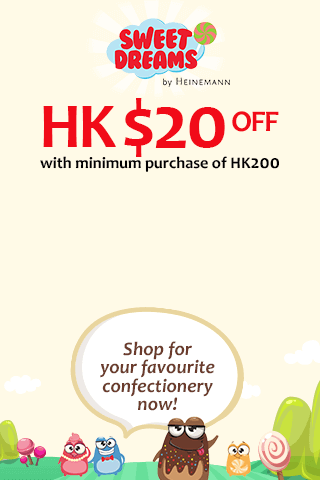 SWEET
DREAMS
by HEINEMANN
HK $20 OFF
with minimum purchase of HK200
Shop for
your favourite
confectionery
now!